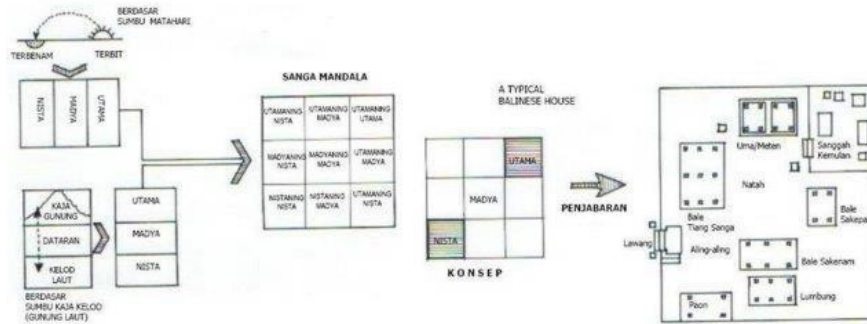 BERDASAR
SUMBU MATAHARI
TERBENAM
TERBIT
NISTA
MADYA
UTAMA
KAJA
GUNUNG
DATARAN
KELOD
LAUT
BERDASAR
SUMBU KAJA KELOD
(GUNUNG LAUT)
UTAMA
MADYA
NISTA
SANGA MANDALA
UTAMANING
NISTA
UTAMANING
MADYA
UTAMANING
UTAMA
MADYANING
NISTA
MADYANING
MADYA
UTAMANING
MADYA
NISTANING
NISTA
NISTANING
MADYA
UTAMANING
NISTA
A TYPICAL
BALINESE HOUSE
UTAMA
MADYA
NISTA
KONSEP
PENJABARAN
Uma/Meten
Sanggah
Kemulan
Natah
Bale
Tiang Sanga
Bale
Sakepat
Lawang
Aling-aling
Bale Sakenam
Lumbung
Paon